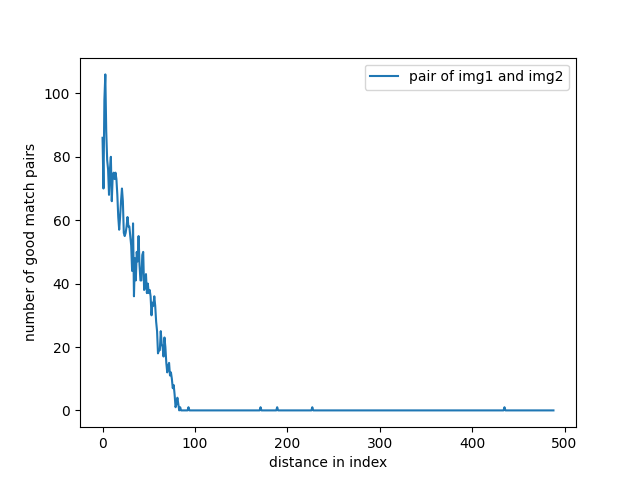 pair of img1 and img2
number of good match pairs
100
80
60
40
20
0
0 100 200 300 400 500
distance in index